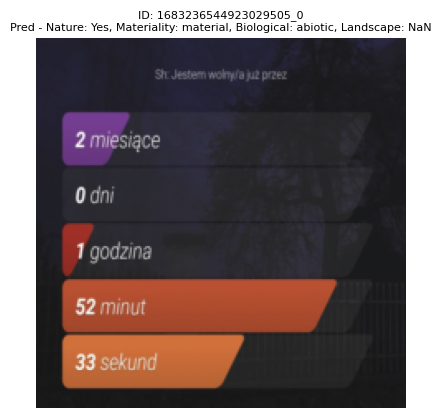 ID: 1683236544923029505_0
Pred - Nature: Yes, Materiality: material, Biological: abiotic, Landscape: NaN
Sh: Jestem wolny/a już przez
2 miesiące
0 dni
1 godzina
52 minut
33 sekund